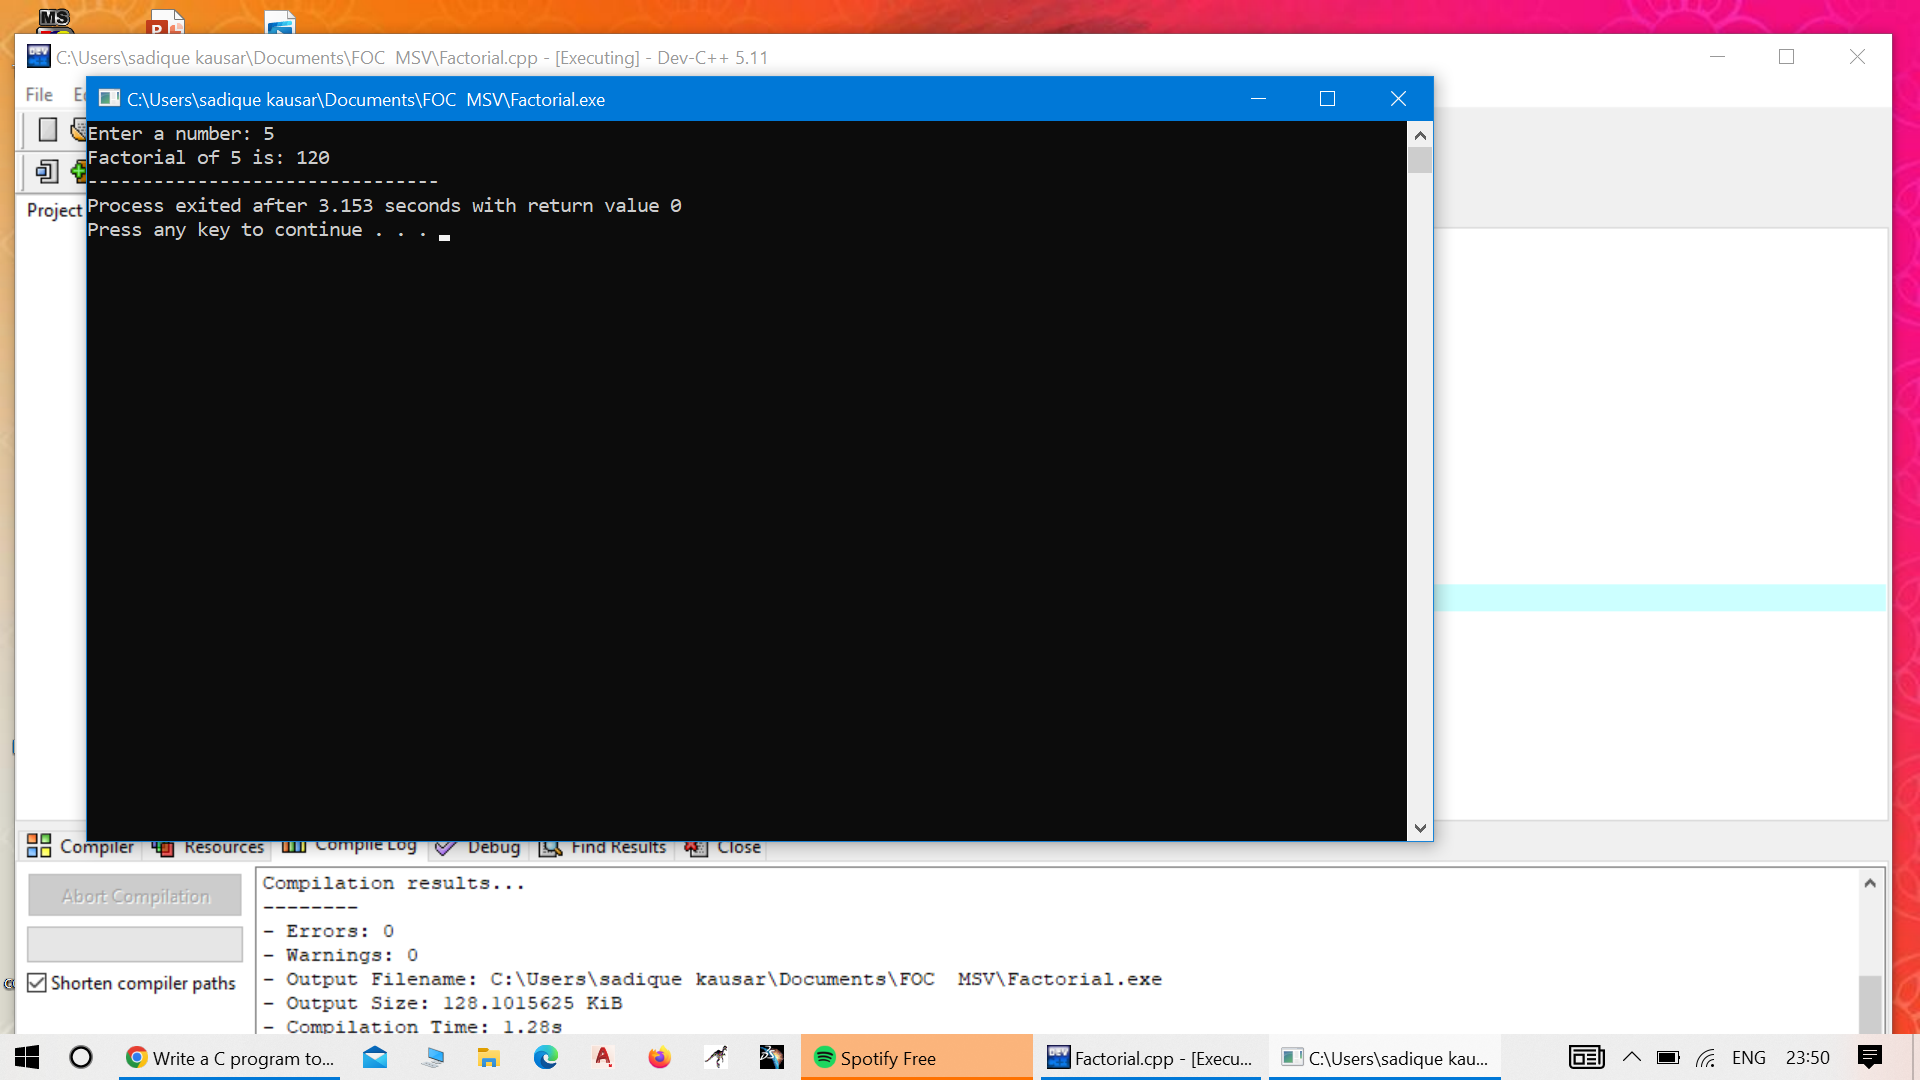 MS
C:\Users\sadique kausar\Documents\FOC  MSV\Factorial.cpp - [Executing] - Dev-C++ 5.11
File
C:\Users\sadique kausar\Documents\FOC  MSV\Factorial.exe
Enter a number: 5
Factorial of 5 is: 120
--------------------------------
Process exited after 3.153 seconds with return value 0
Press any key to continue . . .
Project
Compiler Resources Compile Log Debug Find Results Close
Abort Compilation
Shorten compiler paths
Compilation results...
--------
- Errors: 0
- Warnings: 0
- Output Filename: C:\Users\sadique kausar\Documents\FOC  MSV\Factorial.exe
- Output Size: 128.1015625 KiB
- Compilation Time: 1.28s
Write a C program to...
Spotify Free
Factorial.cpp - [Execu...
C:\Users\sadique kau...
ENG
23:50